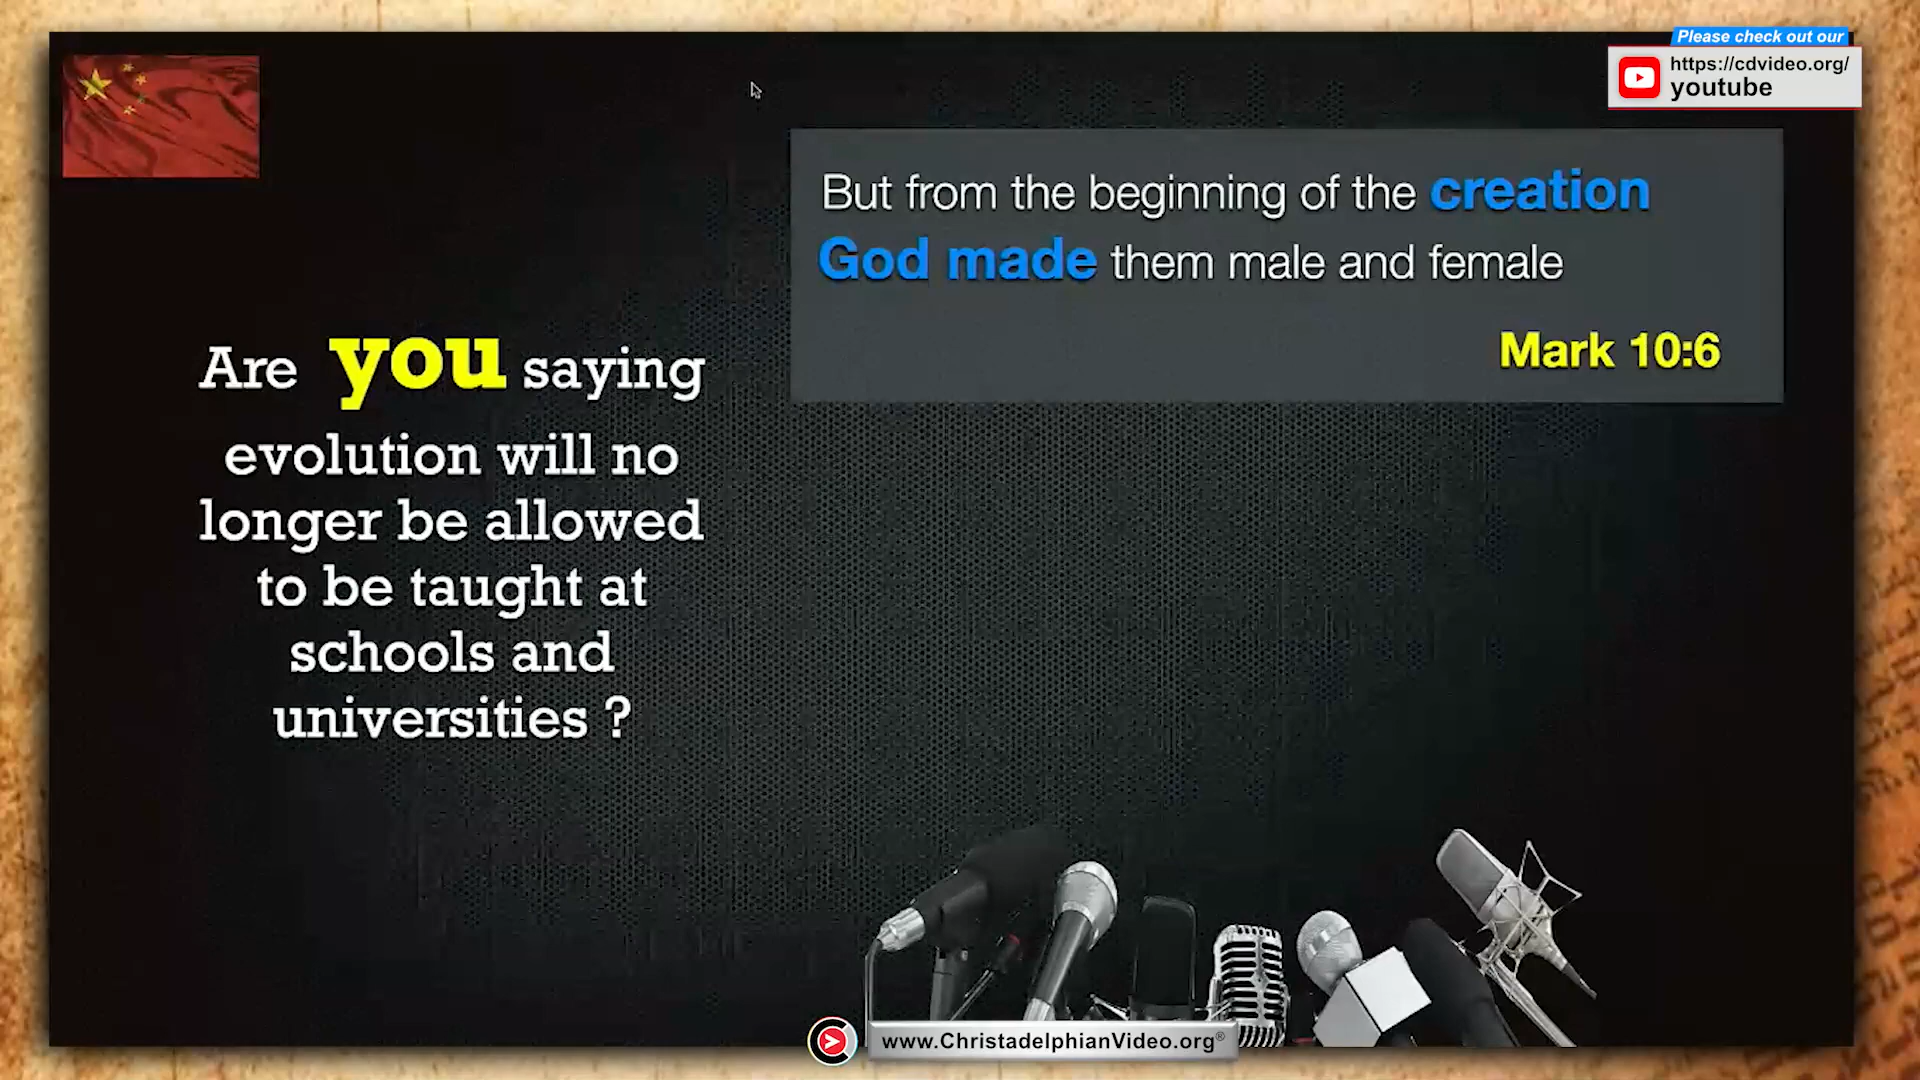 Please check out our
https://cdvideo.org/
youtube
But from the beginning of the creation
God made them male and female
Mark 10:6
Are you saying
evolution will no
longer be allowed
to be taught at
schools and
universities ?
www.ChristadelphianVideo.org®